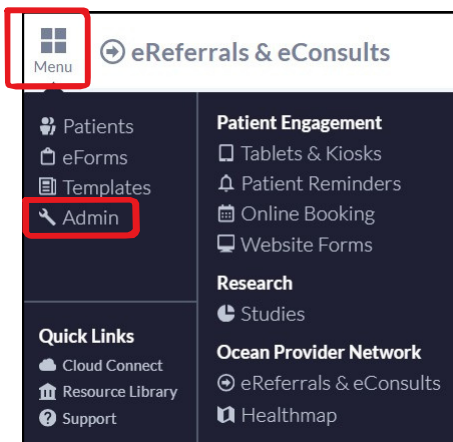 Menu
eReferrals & eConsults
Patients
eForms
Templates
Admin
Quick Links
Cloud Connect
Resource Library
Support
Patient Engagement
Tablets & Kiosks
Patient Reminders
Online Booking
Website Forms
Research
Studies
Ocean Provider Network
eReferrals & eConsults
Healthmap